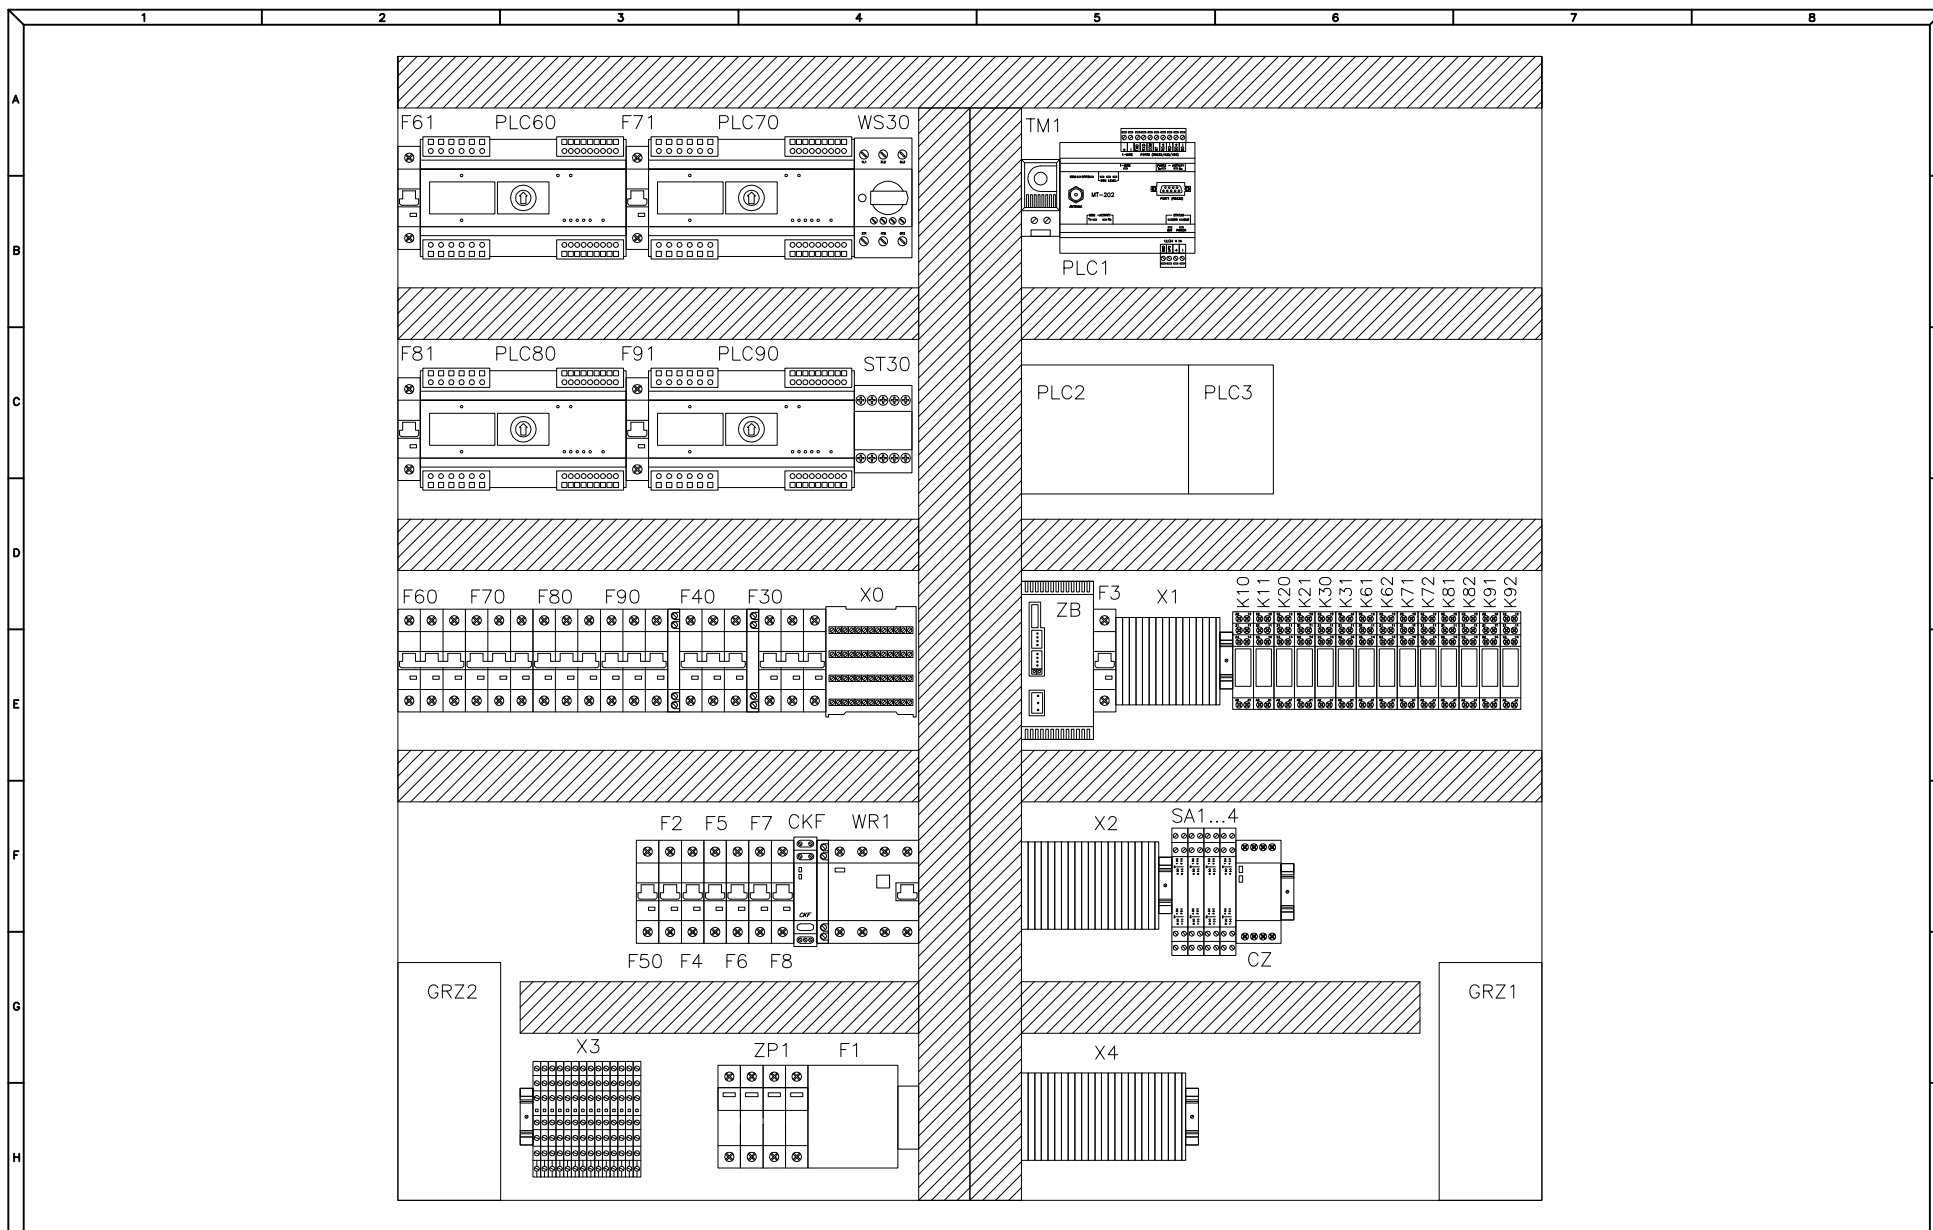 1 2 3 4 5 6 7 8
A
F61 PLC60 F71 PLC70 WS30
TM1
MT-202
B
PLC1
F81 PLC80 F91 PLC90 ST30
PLC2 PLC3
C
D
F60 F70 F80 F90 F40 F30 X0
ZB F3 X1 K10 K11 K20 K21 K30 K31 K61 K62 K71 K72 K81 K82 K91 K92
E
F2 F5 F7 CKF WR1
X2 SA1...4
F
CKF
F50 F4 F6 F8
CZ
GRZ2
GRZ1
G
X3 ZP1 F1
X4
H